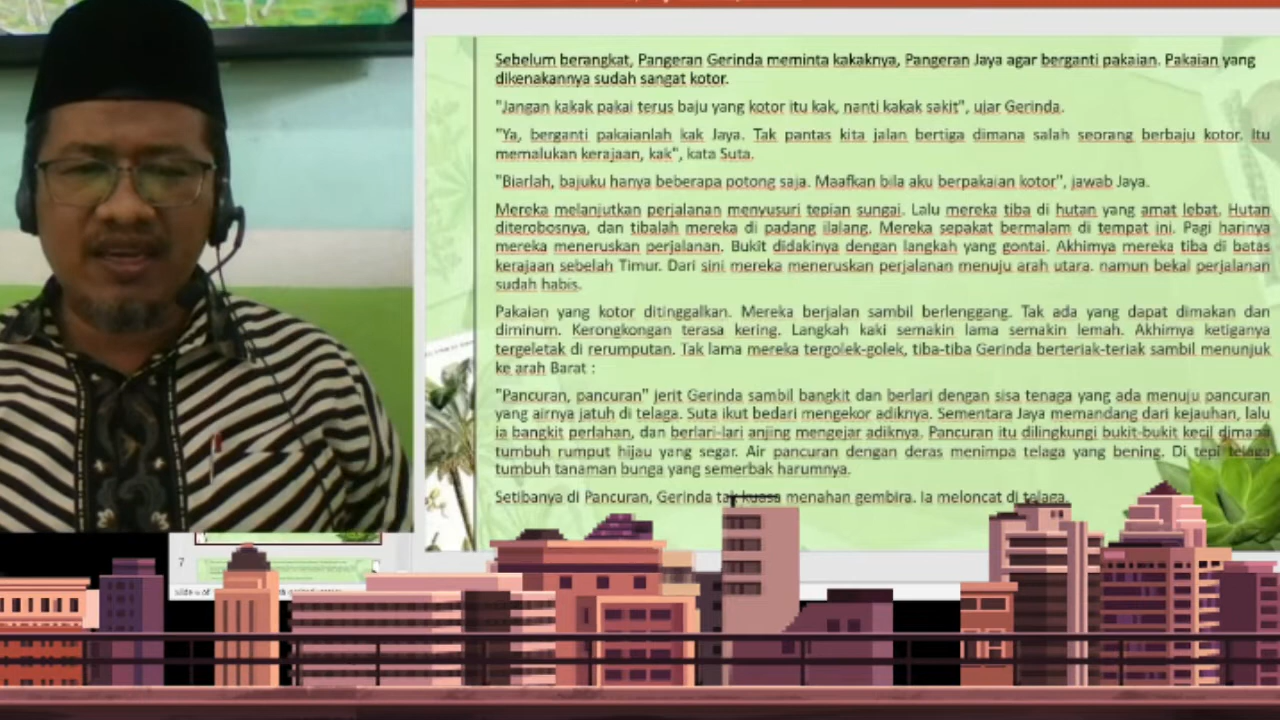 Sebelum berangkat, Pangeran Gerinda meminta kakaknya, Pangeran Jaya agar berganti pakaian. Pakaian yang
dikenakannya sudah sangat kotor.
"Jangan kakak pakai terus baju yang kotor itu kak, nanti kakak sakit", ujar Gerinda.
"Ya, berganti pakaianlah kak Jaya. Tak pantas kita jalan bertiga dimana salah seorang berbaju kotor. Itu
memalukan kerajaan, kak", kata Suta.
"Biarlah, bajuku hanya beberapa potong saja. Maafkan bila aku berpakaian kotor", jawab Jaya.
Mereka melanjutkan perjalanan menyusuri tepian sungai. Lalu mereka tiba di hutan yang amat lebat. Hutan
diterobosnya, dan tibalah mereka di padang ilalang. Mereka sepakat bermalam di tempat ini. Pagi harinya
mereka meneruskan perjalanan. Bukit didakinya dengan langkah yang gontai. Akhirnya mereka tiba di batas
kerajaan sebelah Timur. Dari sini mereka meneruskan perjalanan menuju arah utara. namun bekal perjalanan
sudah habis.
Pakaian yang kotor ditinggalkan. Mereka berjalan sambil berlenggang. Tak ada yang dapat dimakan dan
diminum. Kerongkongan terasa kering. Langkah kaki semakin lama semakin lemah. Akhirnya ketiganya
tergeletak di rerumputan. Tak lama mereka tergolek-golek, tiba-tiba Gerinda berteriak-teriak sambil menunjuk
ke arah Barat :
"Pancuran, pancuran" jerit Gerinda sambil bangkit dan berlari dengan sisa tenaga yang ada menuju pancuran
yang airnya jatuh di telaga. Suta ikut bedari mengekor adiknya. Sementara Jaya memandang dari kejauhan, lalu
ia bangkit perlahan, dan berlari-lari anjing mengejar adiknya. Pancuran itu dilingkungi bukit-bukit kecil dimana
tumbuh rumput hijau yang segar. Air pancuran dengan deras menimpa telaga yang bening. Di tepi telaga
tumbuh tanaman bunga yang semerbak harumnya.
Setibanya di Pancuran, Gerinda tak kuasa menahan gembira. Ia meloncat di telaga.
7